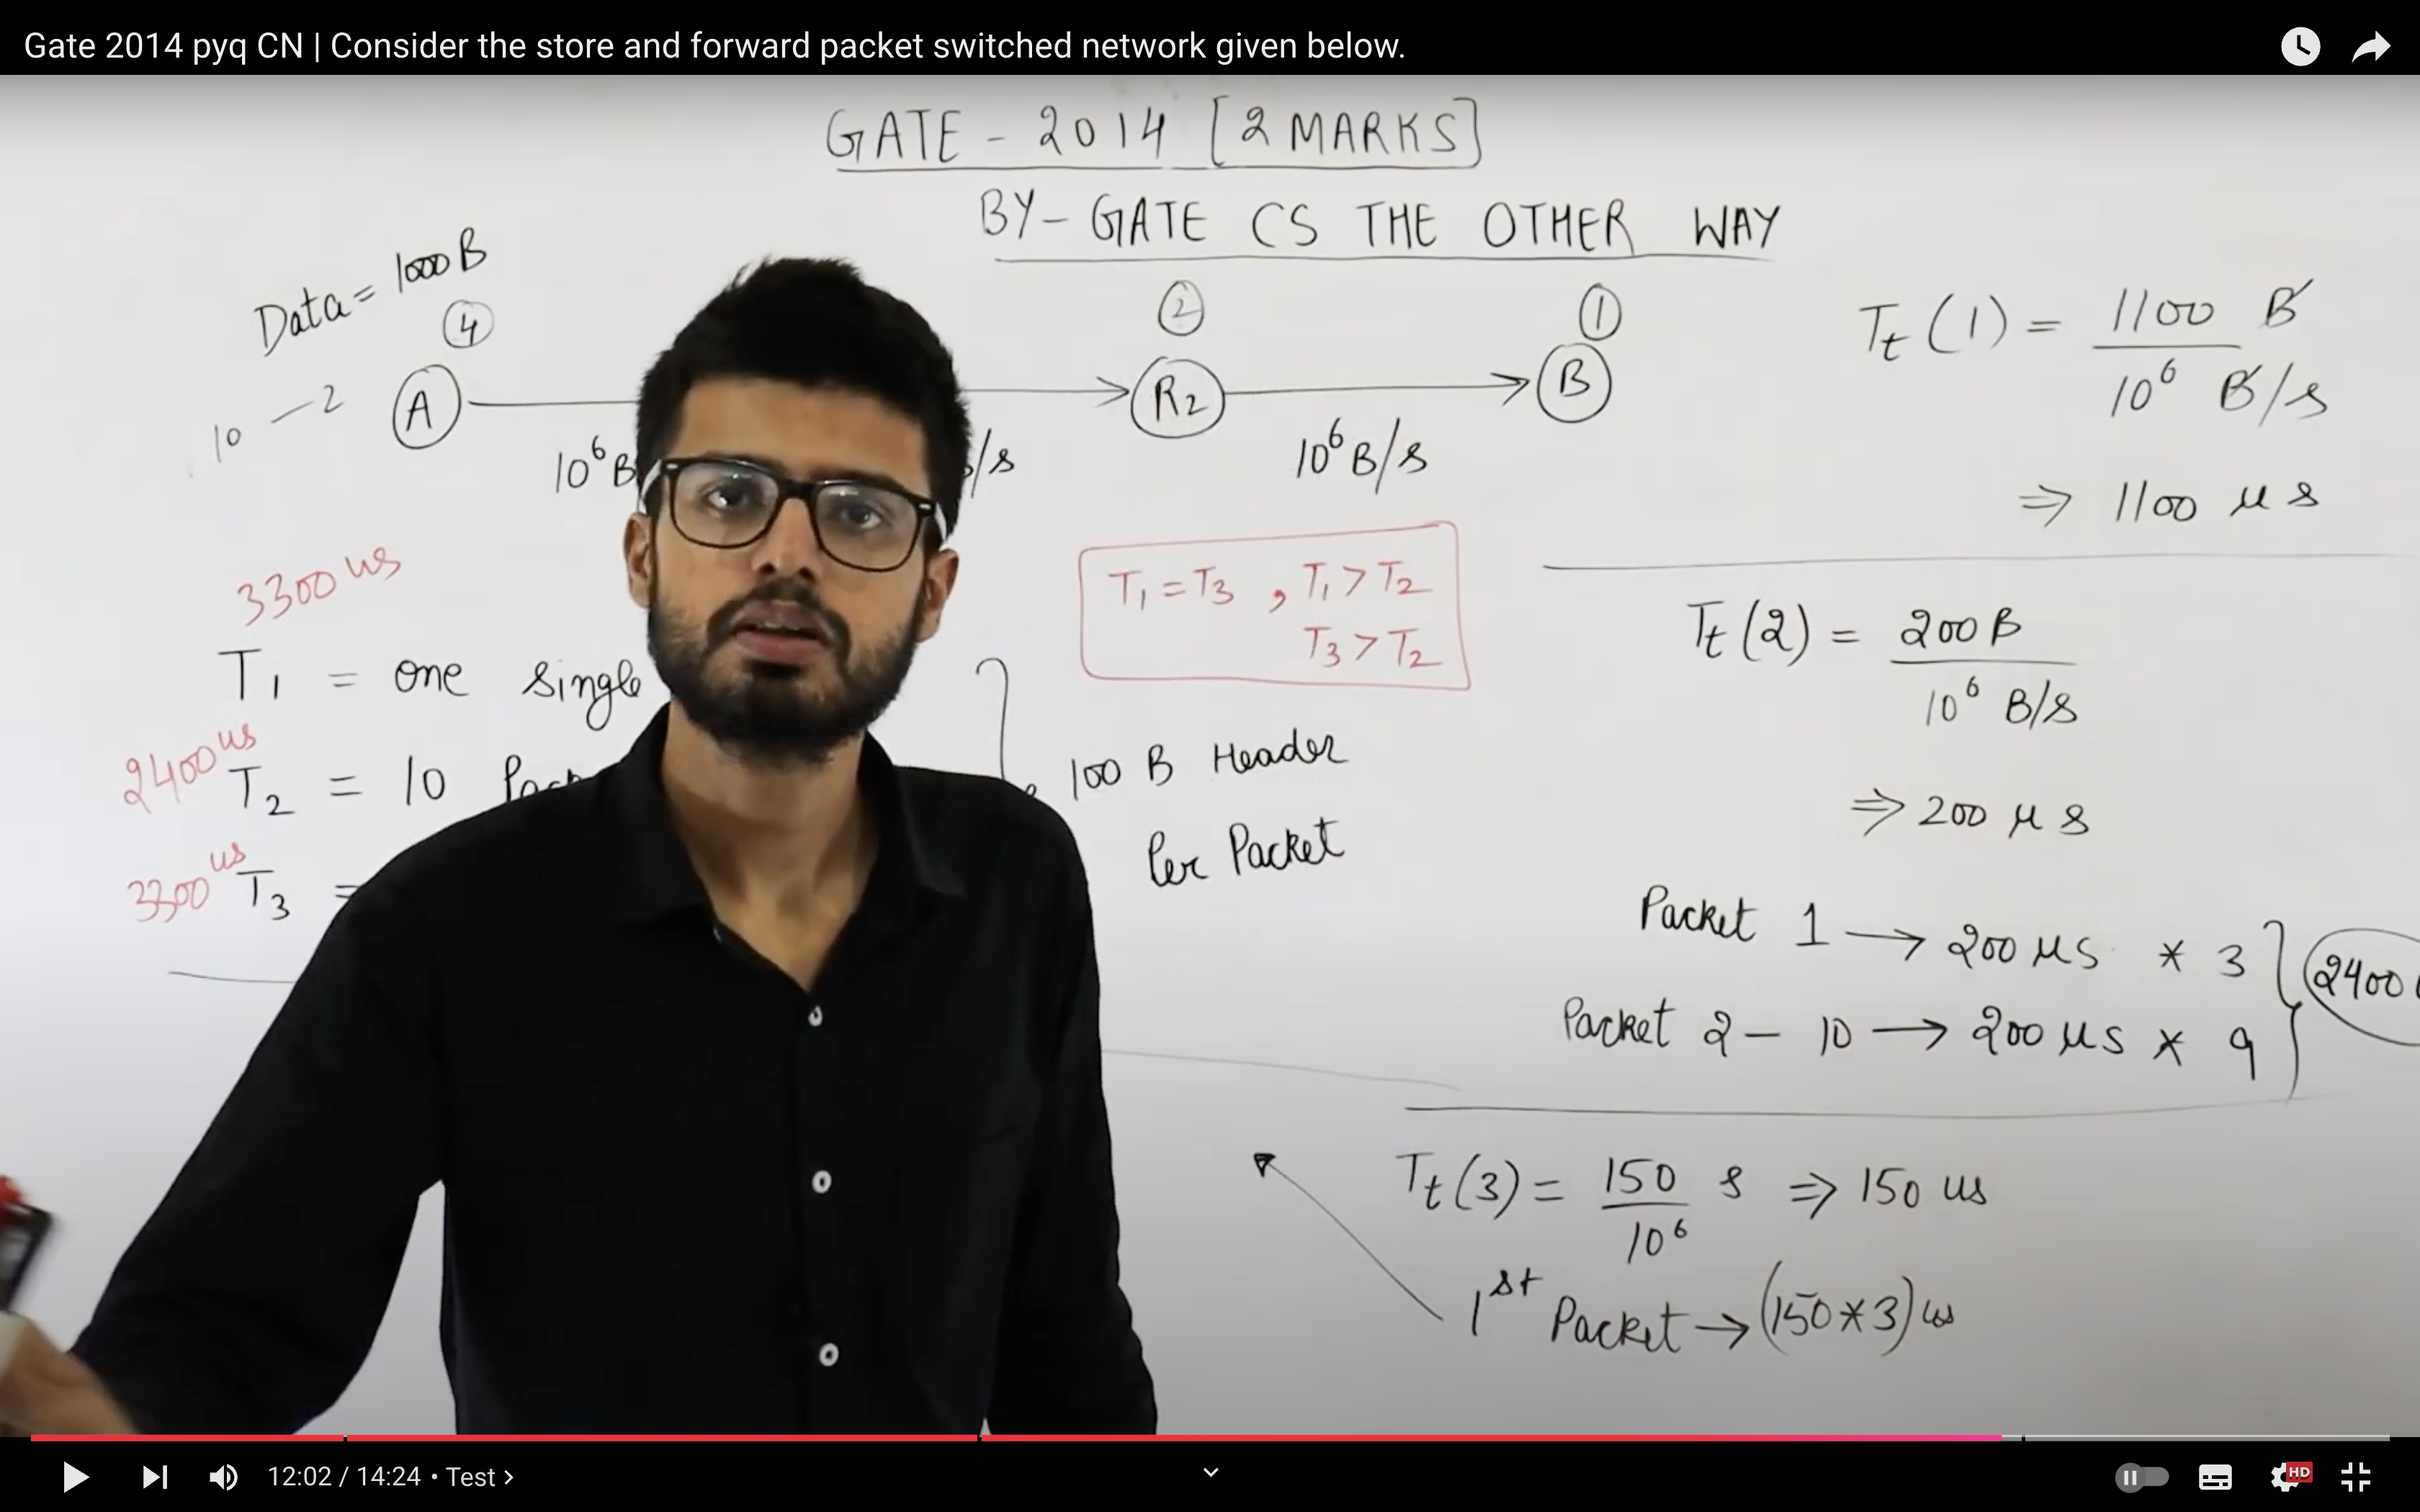 Gate 2014 pyq CN | Consider the store and forward packet switched network given below.
GATE - 2014 [2 MARKS]
BY - GATE CS THE OTHER WAY
Data = 1000 B
④ ② ①
10 — 2 A R₂ B
10⁶ B /s 10⁶ B/s
Tt (1) = 1100 B / 10⁶ B/s
⇒ 1100 μs
3300 us
T₁ = one single
2400 us T₂ = 10
3300 us T₃ =
T₁ = T₃ , T₁ > T₂
T₃ > T₂
100 B Header
Per Packet
Tt (2) = 200 B / 10⁶ B/s
⇒ 200 μs
Packet 1 → 200 μs * 3
Packet 2 - 10 → 200 μs * 9
2400
Tt (3) = 150 / 10⁶ s ⇒ 150 us
1st Packet → (150*3) us
12:02 / 14:24 • Test >
HD